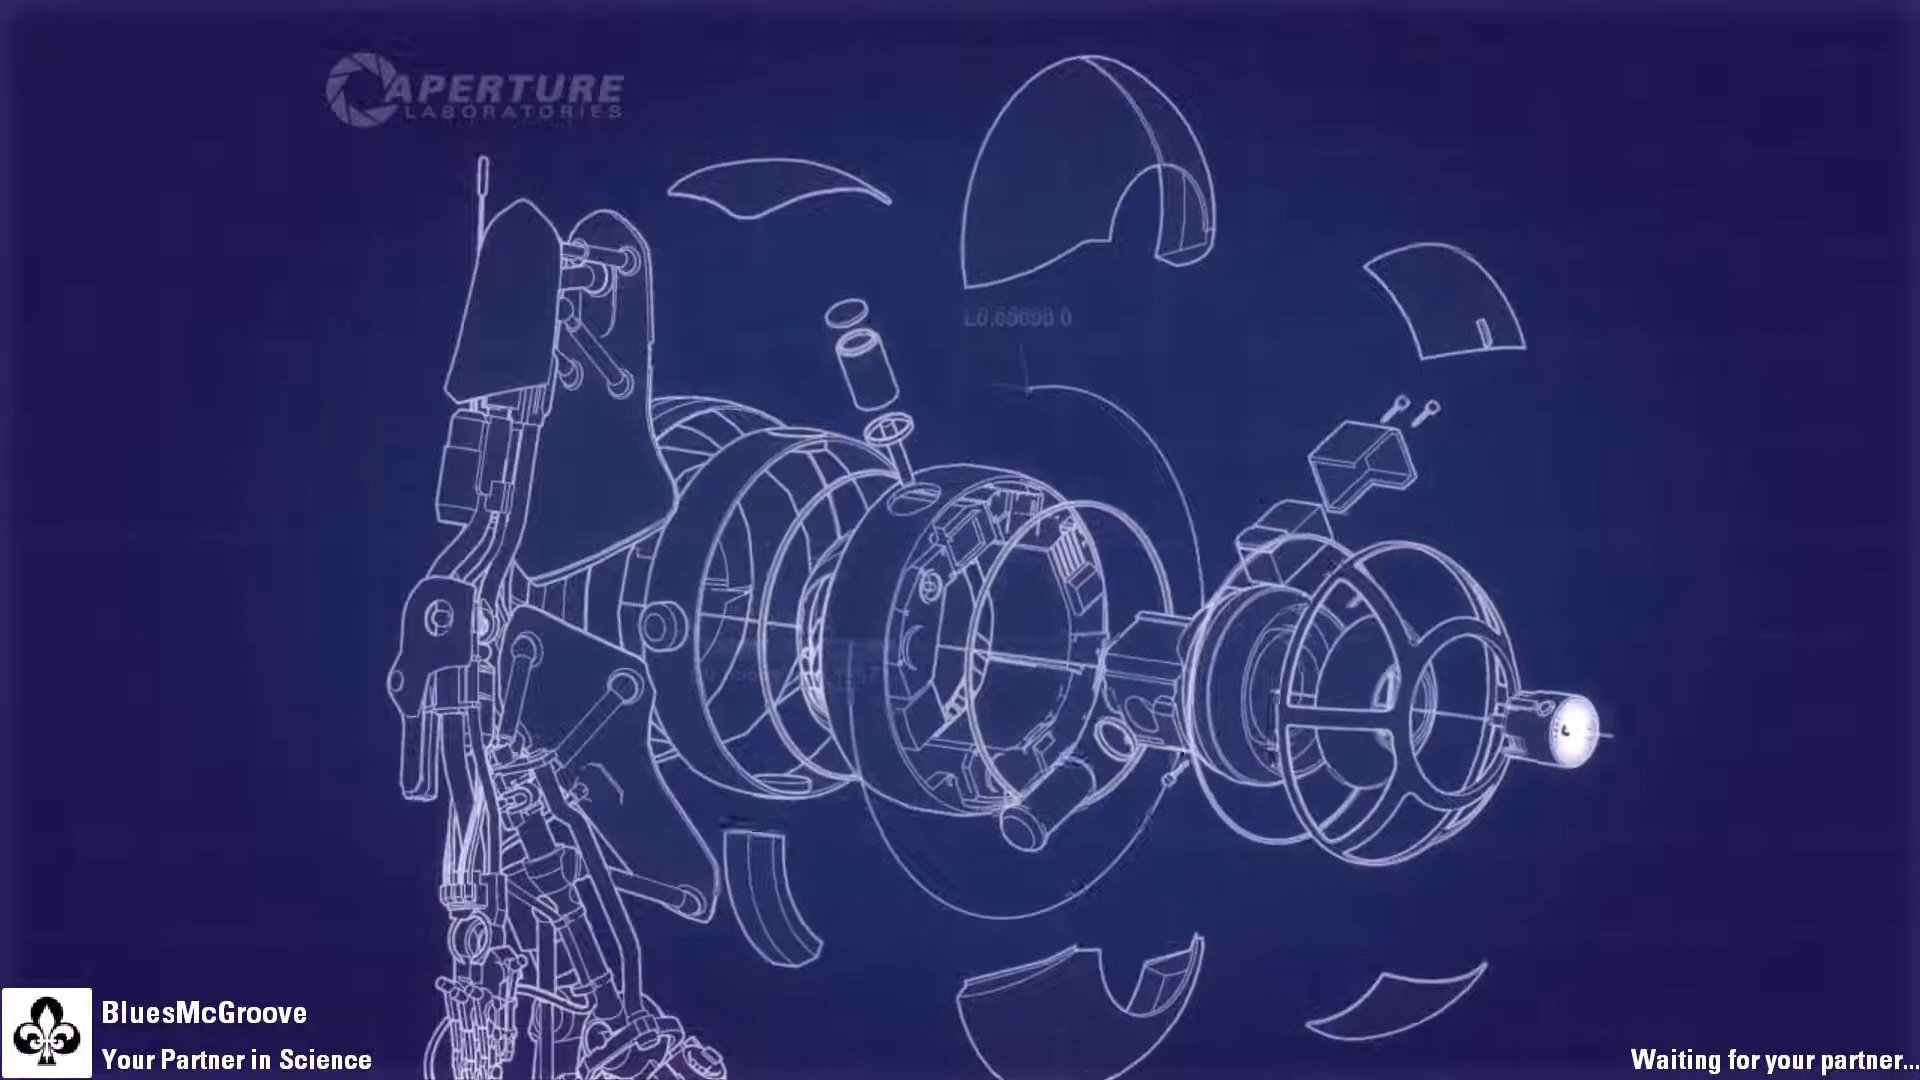 APERTURE
LABORATORIES
BluesMcGroove
Your Partner in Science
Waiting for your partner...